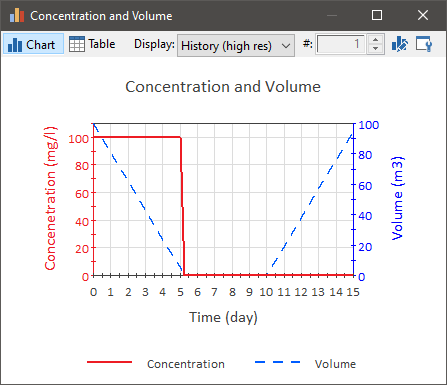 Concentration and Volume
Chart Table Display: History (high res) #: 1
Concentration and Volume
Concenetration (mg/l)
100
80
60
40
20
0
100
80
60
40
20
0
Volume (m3)
0 1 2 3 4 5 6 7 8 9 10 11 12 13 14 15
Time (day)
Concentration Volume